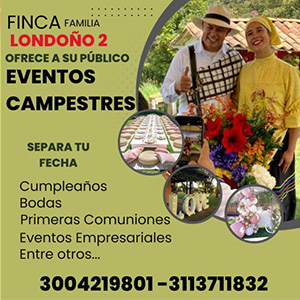 FINCA FAMILIA
LONDOÑO 2
OFRECE A SU PÚBLICO
EVENTOS
CAMPESTRES
SEPARA TU
FECHA
Cumpleaños
Bodas
Primeras Comuniones
Eventos Empresariales
Entre otros...
3004219801 -3113711832